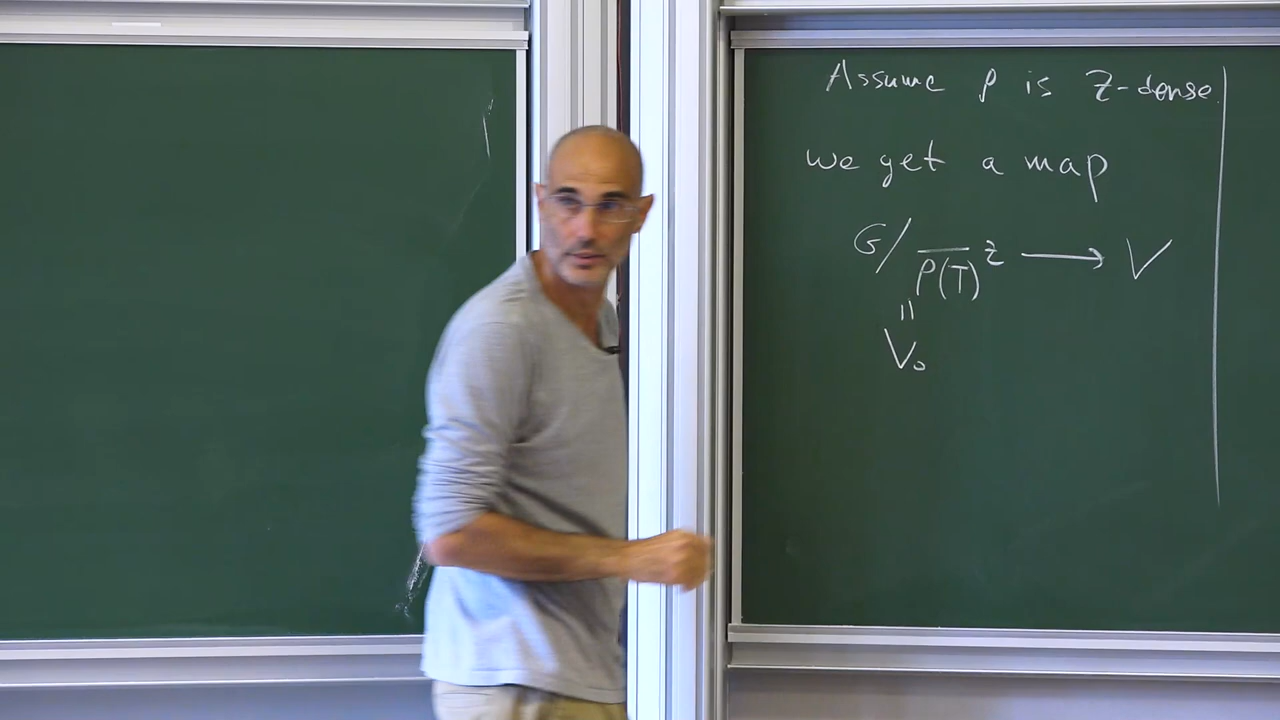 Assume ρ is Z-dense.
we get a map
G/ρ(T)̅ᶻ ⟶ V
=
V₀